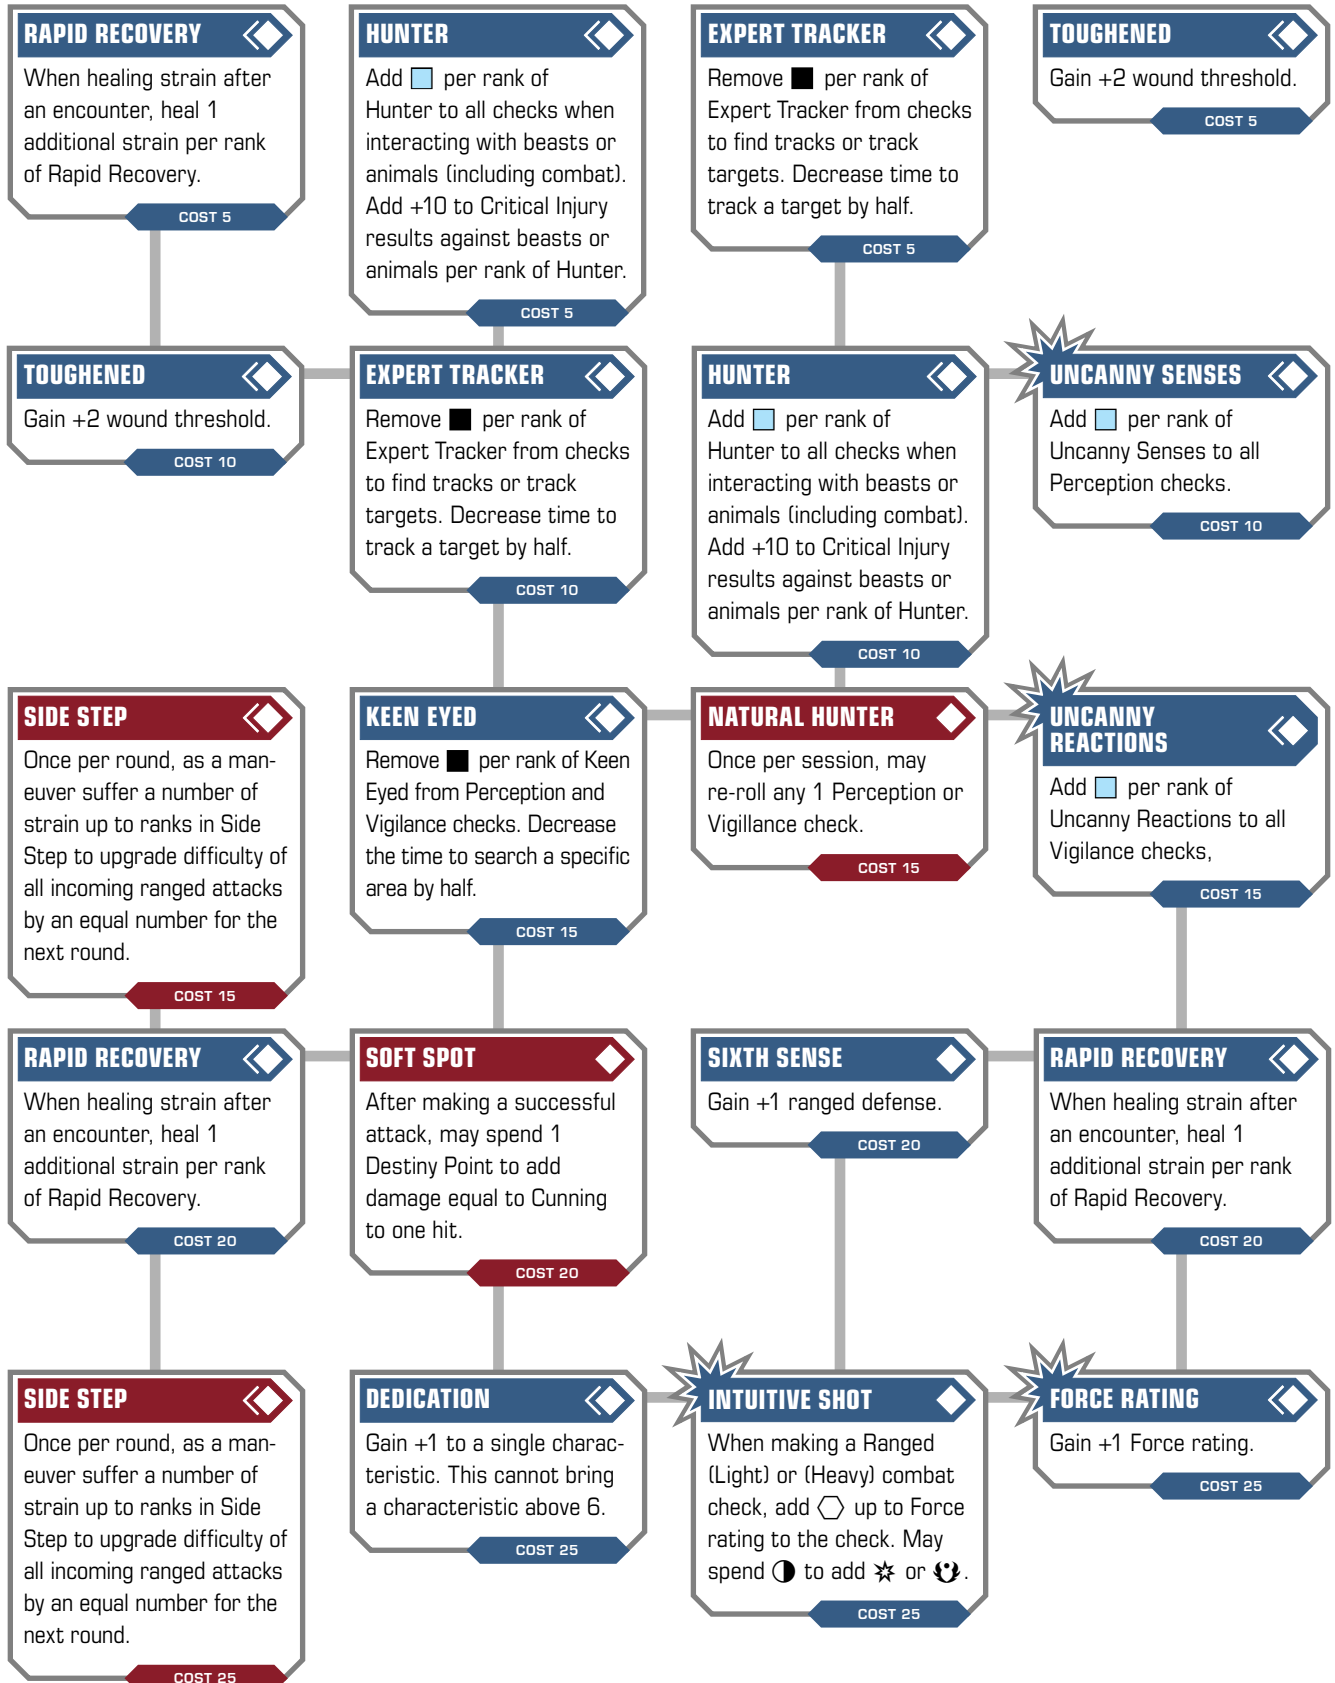 RAPID RECOVERY
When healing strain after
an encounter, heal 1
additional strain per rank
of Rapid Recovery.
COST 5
HUNTER
Add per rank of
Hunter to all checks when
interacting with beasts or
animals (including combat).
Add +10 to Critical Injury
results against beasts or
animals per rank of Hunter.
COST 5
EXPERT TRACKER
Remove per rank of
Expert Tracker from checks
to find tracks or track
targets. Decrease time to
track a target by half.
COST 5
TOUGHENED
Gain +2 wound threshold.
COST 5
TOUGHENED
Gain +2 wound threshold.
COST 10
EXPERT TRACKER
Remove per rank of
Expert Tracker from checks
to find tracks or track
targets. Decrease time to
track a target by half.
COST 10
HUNTER
Add per rank of
Hunter to all checks when
interacting with beasts or
animals (including combat).
Add +10 to Critical Injury
results against beasts or
animals per rank of Hunter.
COST 10
UNCANNY SENSES
Add per rank of
Uncanny Senses to all
Perception checks.
COST 10
SIDE STEP
Once per round, as a man-
euver suffer a number of
strain up to ranks in Side
Step to upgrade difficulty of
all incoming ranged attacks
by an equal number for the
next round.
COST 15
KEEN EYED
Remove per rank of Keen
Eyed from Perception and
Vigilance checks. Decrease
the time to search a specific
area by half.
COST 15
NATURAL HUNTER
Once per session, may
re-roll any 1 Perception or
Vigillance check.
COST 15
UNCANNY
REACTIONS
Add per rank of
Uncanny Reactions to all
Vigilance checks,
COST 15
RAPID RECOVERY
When healing strain after
an encounter, heal 1
additional strain per rank
of Rapid Recovery.
COST 20
SOFT SPOT
After making a successful
attack, may spend 1
Destiny Point to add
damage equal to Cunning
to one hit.
COST 20
SIXTH SENSE
Gain +1 ranged defense.
COST 20
RAPID RECOVERY
When healing strain after
an encounter, heal 1
additional strain per rank
of Rapid Recovery.
COST 20
SIDE STEP
Once per round, as a man-
euver suffer a number of
strain up to ranks in Side
Step to upgrade difficulty of
all incoming ranged attacks
by an equal number for the
next round.
COST 25
DEDICATION
Gain +1 to a single charac-
teristic. This cannot bring
a characteristic above 6.
COST 25
INTUITIVE SHOT
When making a Ranged
(Light) or (Heavy) combat
check, add up to Force
rating to the check. May
spend to add or .
COST 25
FORCE RATING
Gain +1 Force rating.
COST 25